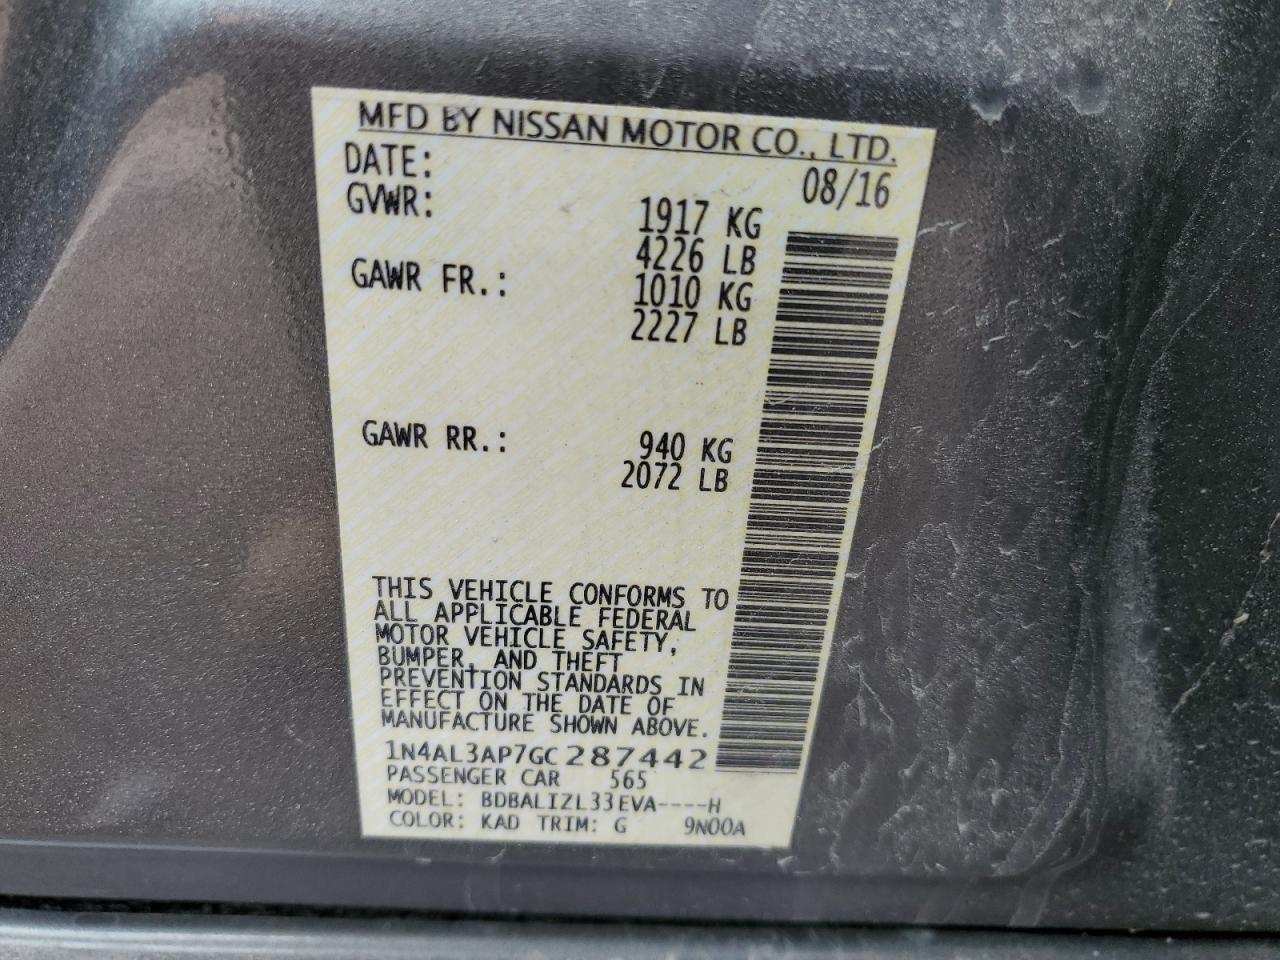 MFD BY NISSAN MOTOR CO., LTD.
DATE: 08/16
GVWR: 1917 KG
4226 LB
GAWR FR.: 1010 KG
2227 LB
GAWR RR.: 940 KG
2072 LB
THIS VEHICLE CONFORMS TO
ALL APPLICABLE FEDERAL
MOTOR VEHICLE SAFETY,
BUMPER, AND THEFT
PREVENTION STANDARDS IN
EFFECT ON THE DATE OF
MANUFACTURE SHOWN ABOVE.
1N4AL3AP7GC287442
PASSENGER CAR 565
MODEL: BDBALIZL33EVA----H
COLOR: KAD TRIM: G 9N00A